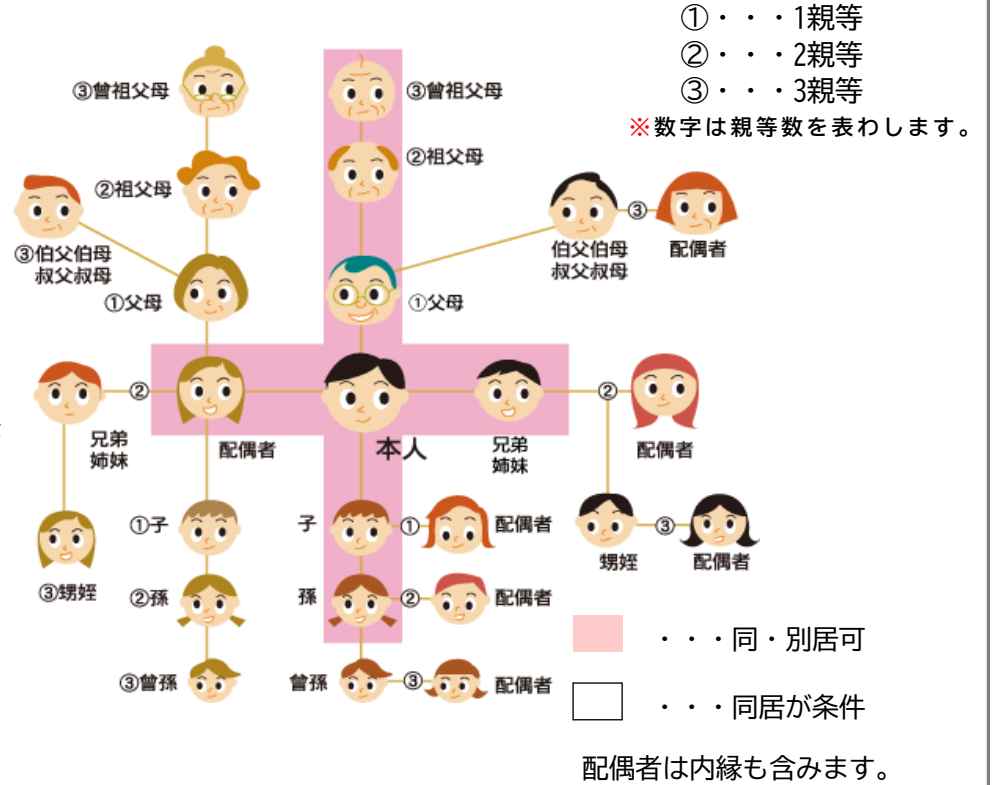 ①・・・1親等
②・・・2親等
③・・・3親等
※数字は親等数を表わします。
③曾祖父母
③曾祖父母
②祖父母
②祖父母
③伯父伯母
叔父叔母
伯父伯母
叔父叔母
③
配偶者
①父母
①父母
②
兄弟
姉妹
配偶者
本人
兄弟
姉妹
②
配偶者
③甥姪
①子
子
①
配偶者
甥姪
③
配偶者
②孫
孫
②
配偶者
③曾孫
曾孫
③
配偶者
・・・同・別居可
・・・同居が条件
配偶者は内縁も含みます。